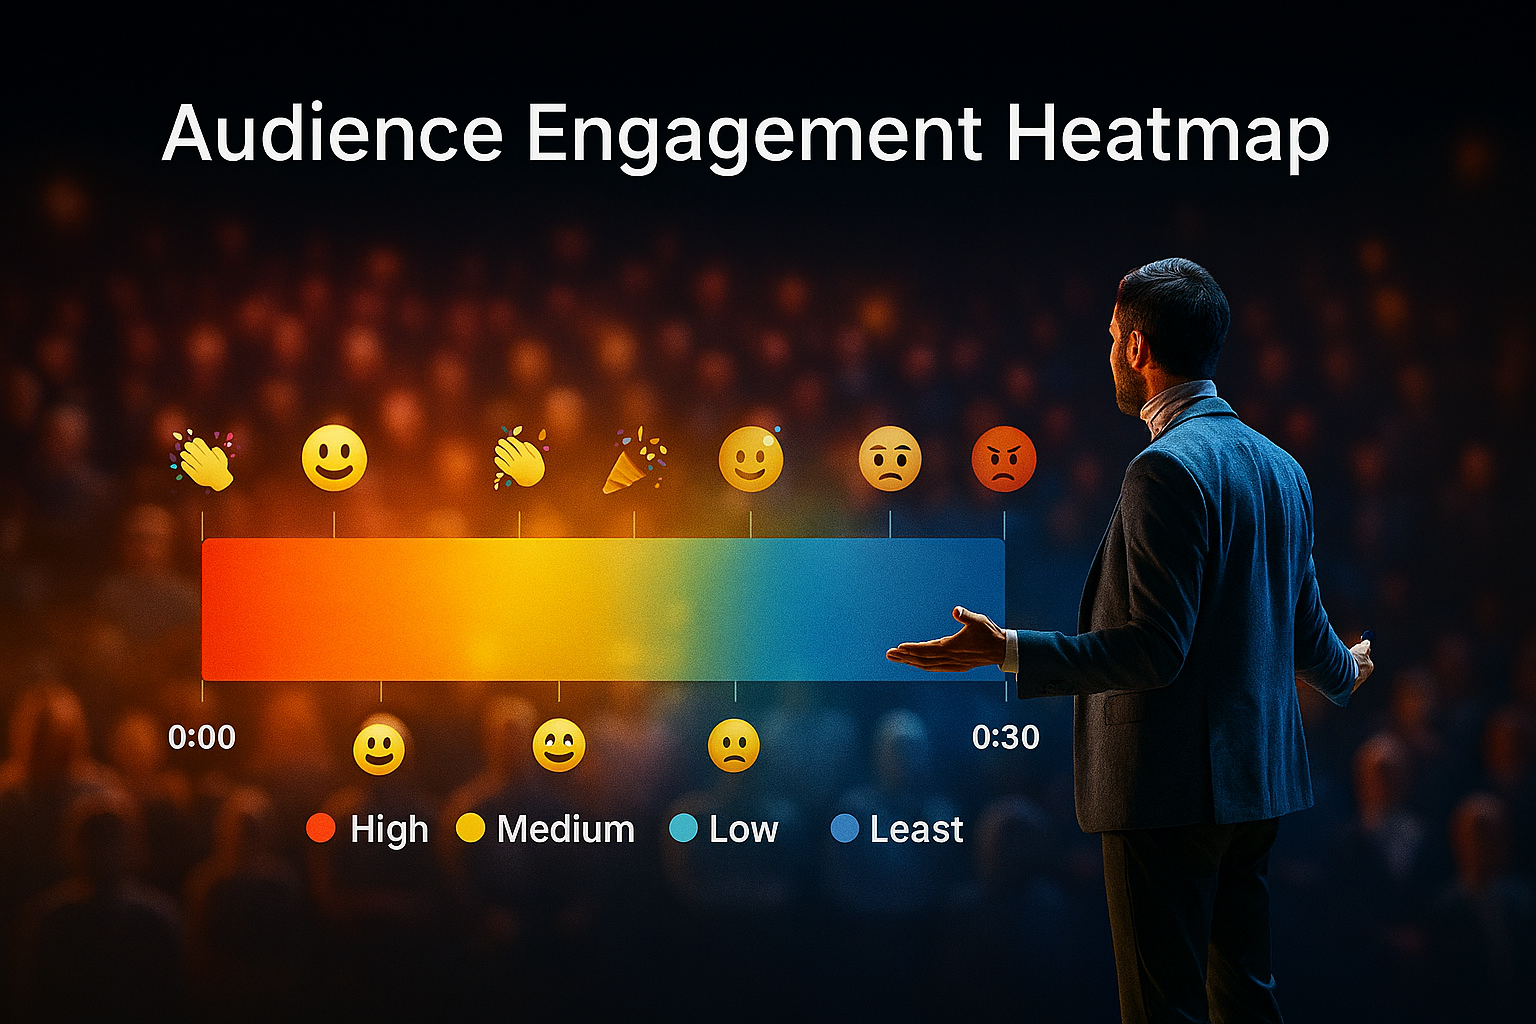 Audience Engagement Heatmap
0:00 0:30
High Medium Low Least